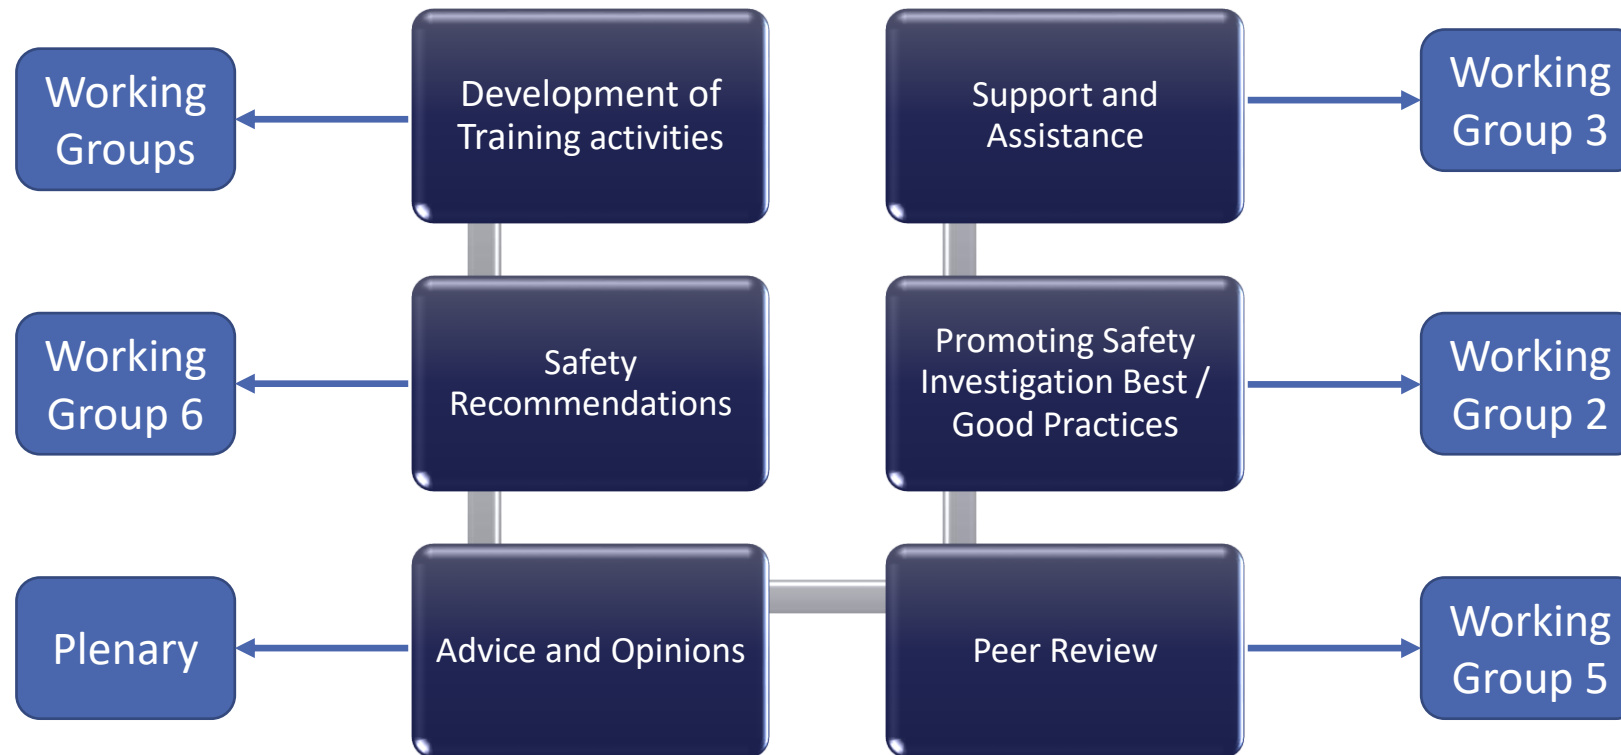 Working
Groups
Development of
Training activities
Support and
Assistance
Working
Group 3
Working
Group 6
Safety
Recommendations
Promoting Safety
Investigation Best /
Good Practices
Working
Group 2
Plenary
Advice and Opinions
Peer Review
Working
Group 5